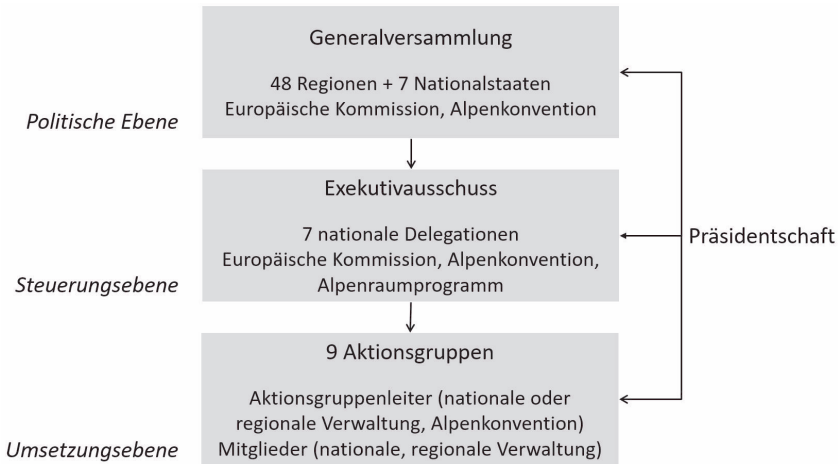 Generalversammlung
48 Regionen + 7 Nationalstaaten
Europäische Kommission, Alpenkonvention
Politische Ebene
Exekutivausschuss
7 nationale Delegationen
Europäische Kommission, Alpenkonvention,
Alpenraumprogramm
Präsidentschaft
Steuerungsebene
9 Aktionsgruppen
Aktionsgruppenleiter (nationale oder
regionale Verwaltung, Alpenkonvention)
Mitglieder (nationale, regionale Verwaltung)
Umsetzungsebene